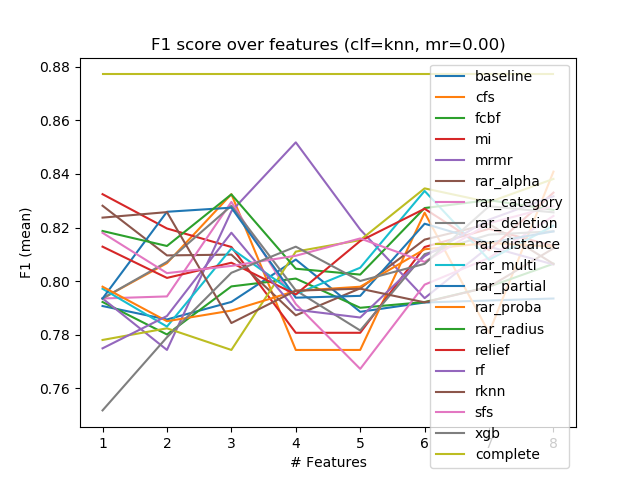 F1 score over features (clf=knn, mr=0.00)
0.88
0.86
0.84
0.82
0.80
0.78
0.76
F1 (mean)
baseline
cfs
fcbf
mi
mrmr
rar_alpha
rar_category
rar_deletion
rar_distance
rar_multi
rar_partial
rar_proba
rar_radius
relief
rf
rknn
sfs
xgb
complete
1 2 3 4 5 6 7 8
# Features